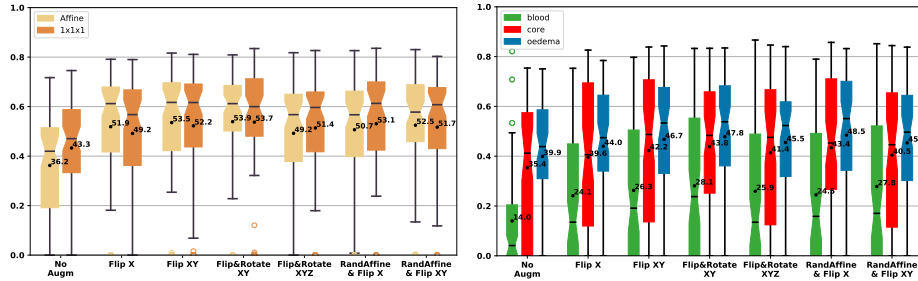 Affine
1x1x1
1.0
0.8
0.6
0.4
0.2
0.0
36.2
43.3
51.9
49.2
53.5
52.2
53.9
53.7
49.2
51.4
50.7
53.1
52.5
51.7
No Augm
Flip X
Flip XY
Flip&Rotate XY
Flip&Rotate XYZ
RandAffine & Flip X
RandAffine & Flip XY
blood
core
oedema
1.0
0.8
0.6
0.4
0.2
0.0
14.0
35.4
39.9
24.1
39.6
44.0
26.3
42.2
46.7
28.1
43.8
47.8
25.9
41.4
45.5
43.4
48.5
27.8
40.5
No Augm
Flip X
Flip XY
Flip&Rotate XY
Flip&Rotate XYZ
RandAffine & Flip X
RandAffine & Flip XY